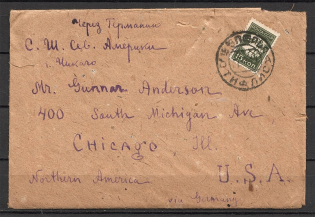 Через Германию
С. Ш. Сев. Америки
г. Чикаго
Mr. Gunnar Anderson
400 South Michigan Ave
Chicago Ill.
U.S.A
Northern America
via Germany